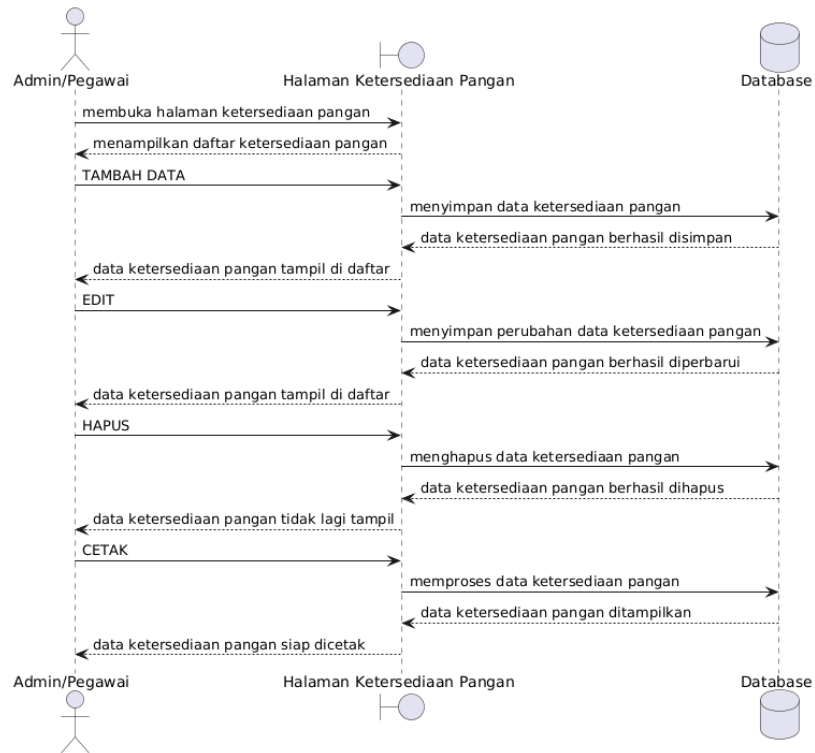 Admin/Pegawai
Halaman Ketersediaan Pangan
Database
membuka halaman ketersediaan pangan
menampilkan daftar ketersediaan pangan
TAMBAH DATA
menyimpan data ketersediaan pangan
data ketersediaan pangan berhasil disimpan
data ketersediaan pangan tampil di daftar
EDIT
menyimpan perubahan data ketersediaan pangan
data ketersediaan pangan berhasil diperbarui
data ketersediaan pangan tampil di daftar
HAPUS
menghapus data ketersediaan pangan
data ketersediaan pangan berhasil dihapus
data ketersediaan pangan tidak lagi tampil
CETAK
memproses data ketersediaan pangan
data ketersediaan pangan ditampilkan
data ketersediaan pangan siap dicetak
Admin/Pegawai
Halaman Ketersediaan Pangan
Database